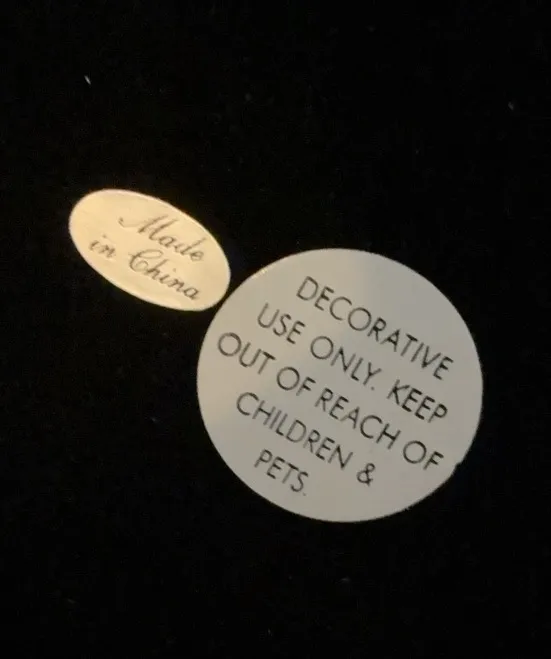 Made
in China
DECORATIVE
USE ONLY. KEEP
OUT OF REACH OF
CHILDREN &
PETS.